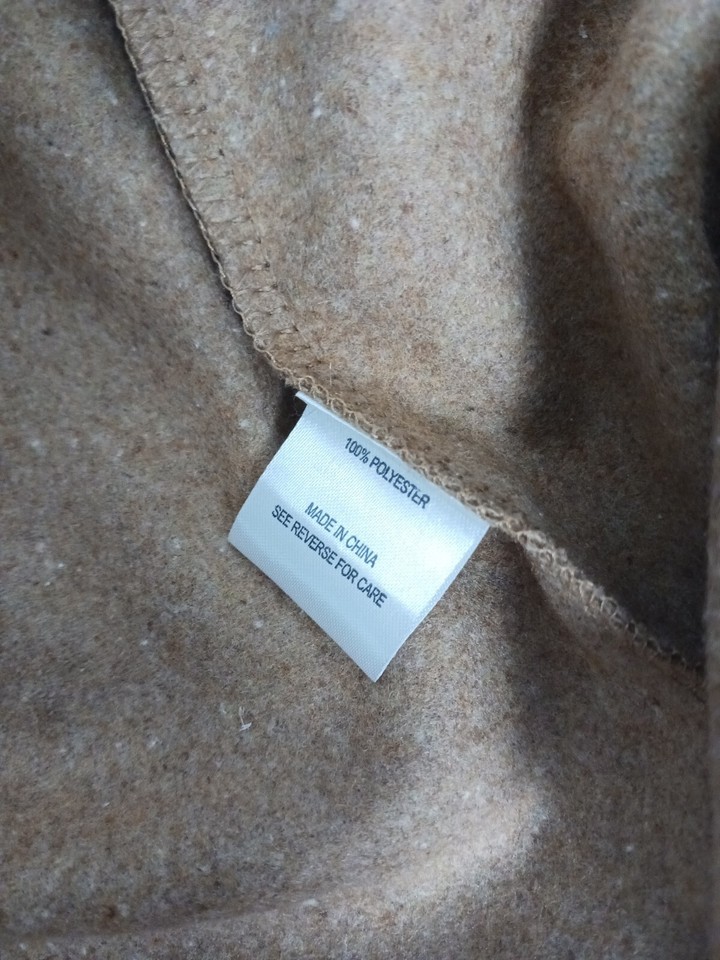 100% POLYESTER
MADE IN CHINA
SEE REVERSE FOR CARE